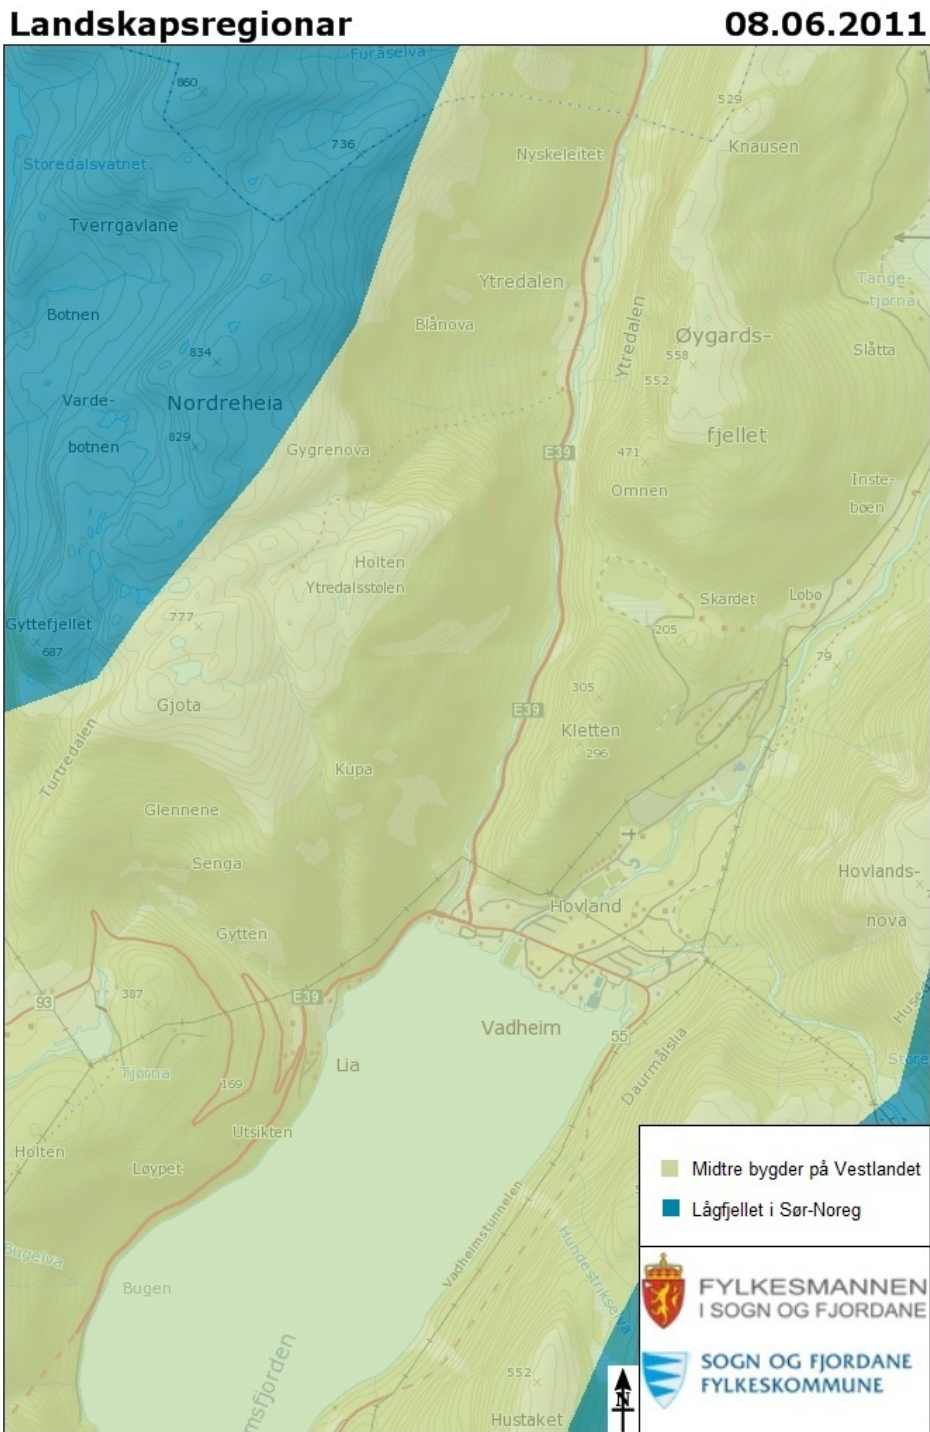 Landskapsregionar 08.06.2011
Furåselva
860
736
529
Knausen
Nyskeleitet
Storedalsvatnet
Tverrgavlane
Ytredalen
Tange-
tjørna
Botnen
Blånova
Ytredalen
Øygards-
834
558
Slåtta
552
Varde-
Nordreheia
botnen
829
Gygrenova
fjellet
E39
471
Omnen
Inste-
bøen
Holten
Ytredalsstølen
Skardet
Løbø
777
Gyttefjellet
687
205
79
305
Gjota
E39
Kletten
296
Turtredalen
Kupa
Glennene
Senga
Hovlands-
nova
Hovland
Gytten
387
93
E39
Vadheim
55
Lia
Tjørna
169
Daurmålslia
Utsikten
Holten
Løypet
Midtre bygder på Vestlandet
Lågfjellet i Sør-Noreg
Vadheimstunnelen
Bugelva
Bugen
Hundestrikselva
FYLKESMANNEN
I SOGN OG FJORDANE
SOGN OG FJORDANE
FYLKESKOMMUNE
552
Hustaket
N
msfjorden